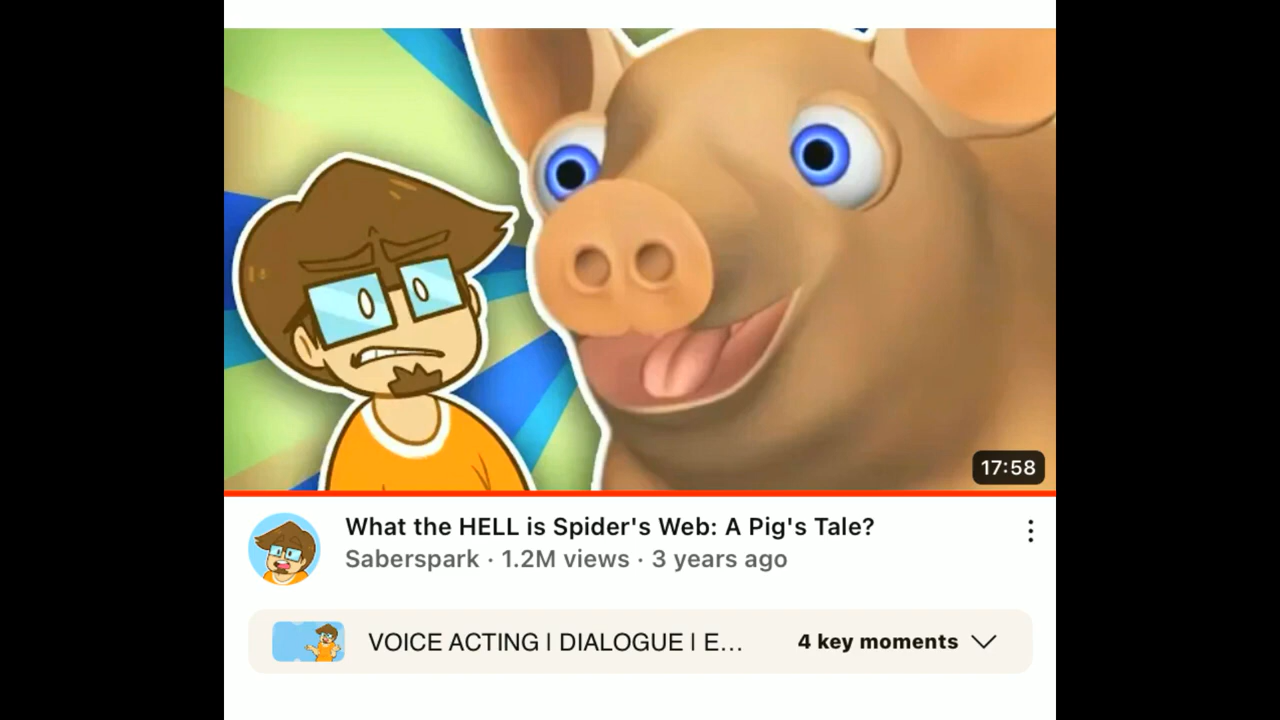 17:58
What the HELL is Spider's Web: A Pig's Tale?
Saberspark · 1.2M views · 3 years ago
VOICE ACTING | DIALOGUE | E... 4 key moments